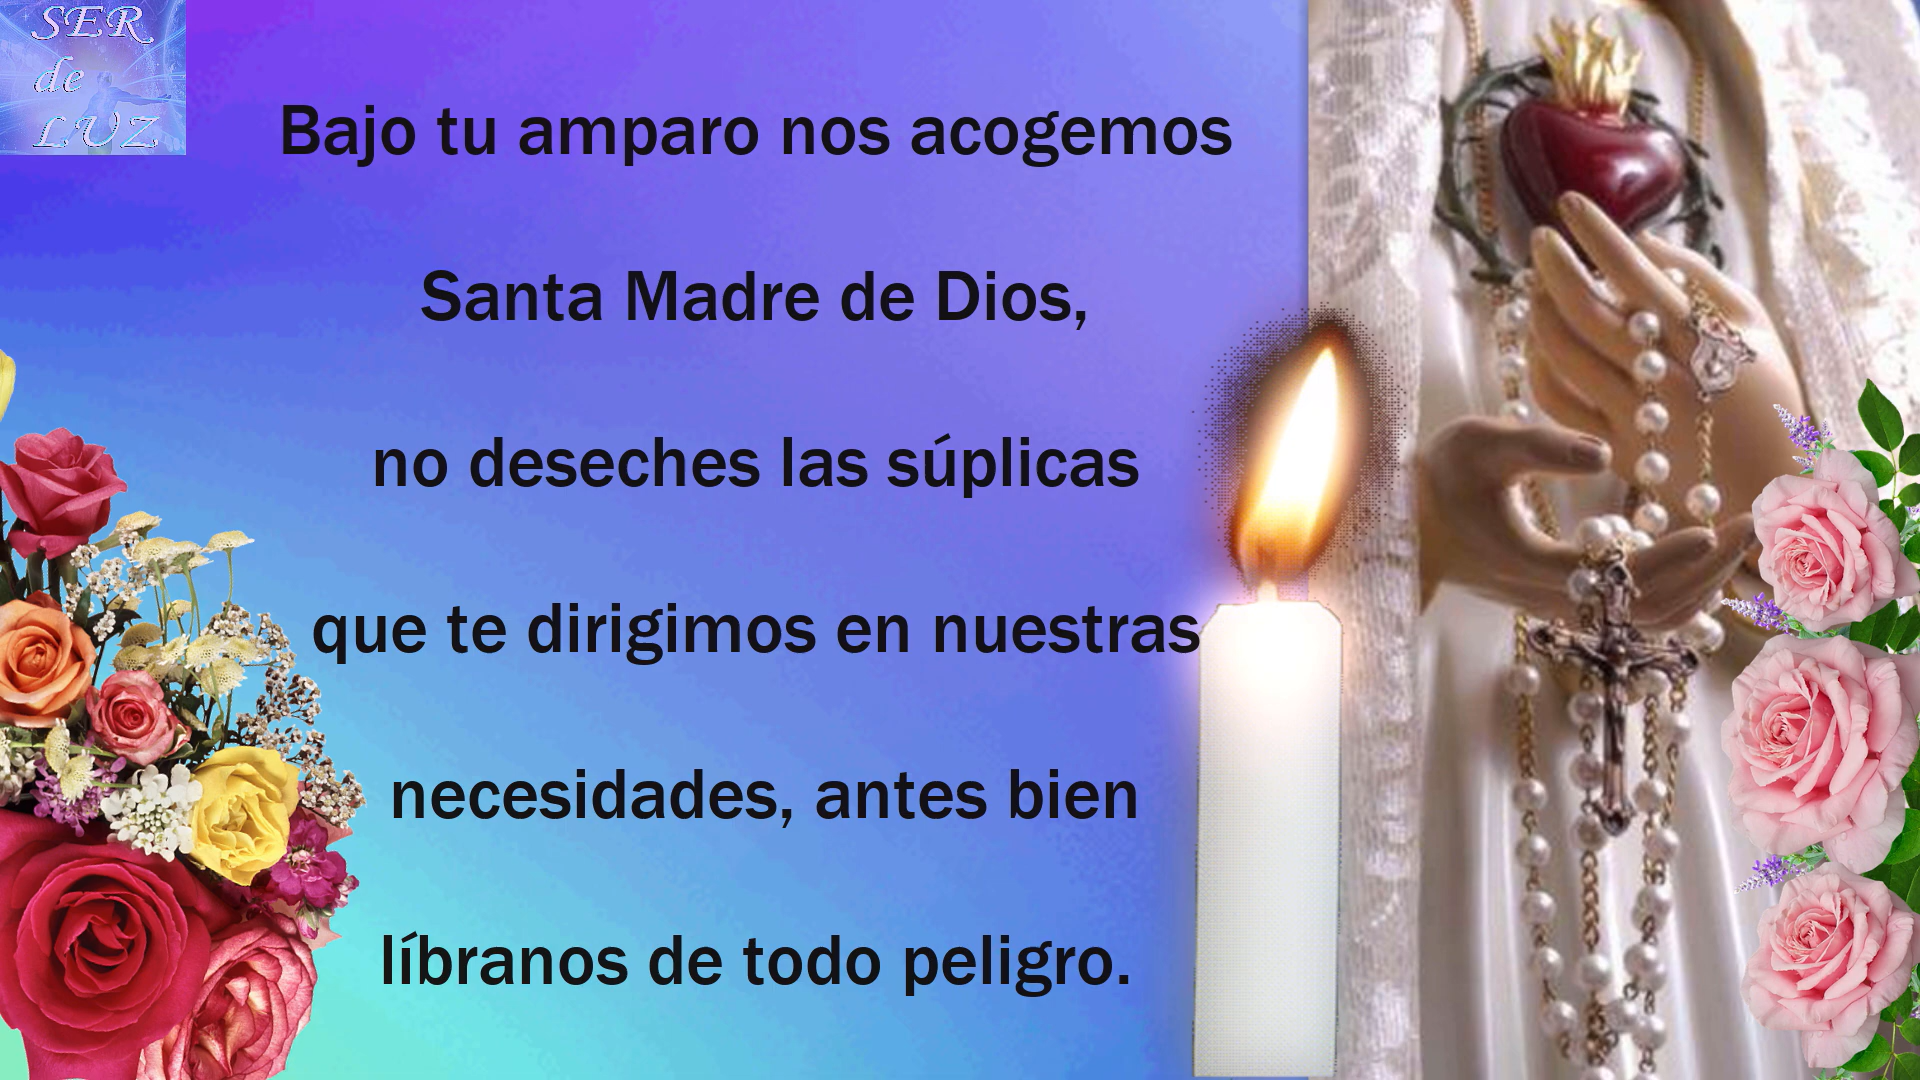 SER
de
LUZ
Bajo tu amparo nos acogemos
Santa Madre de Dios,
no deseches las súplicas
que te dirigimos en nuestras
necesidades, antes bien
líbranos de todo peligro.